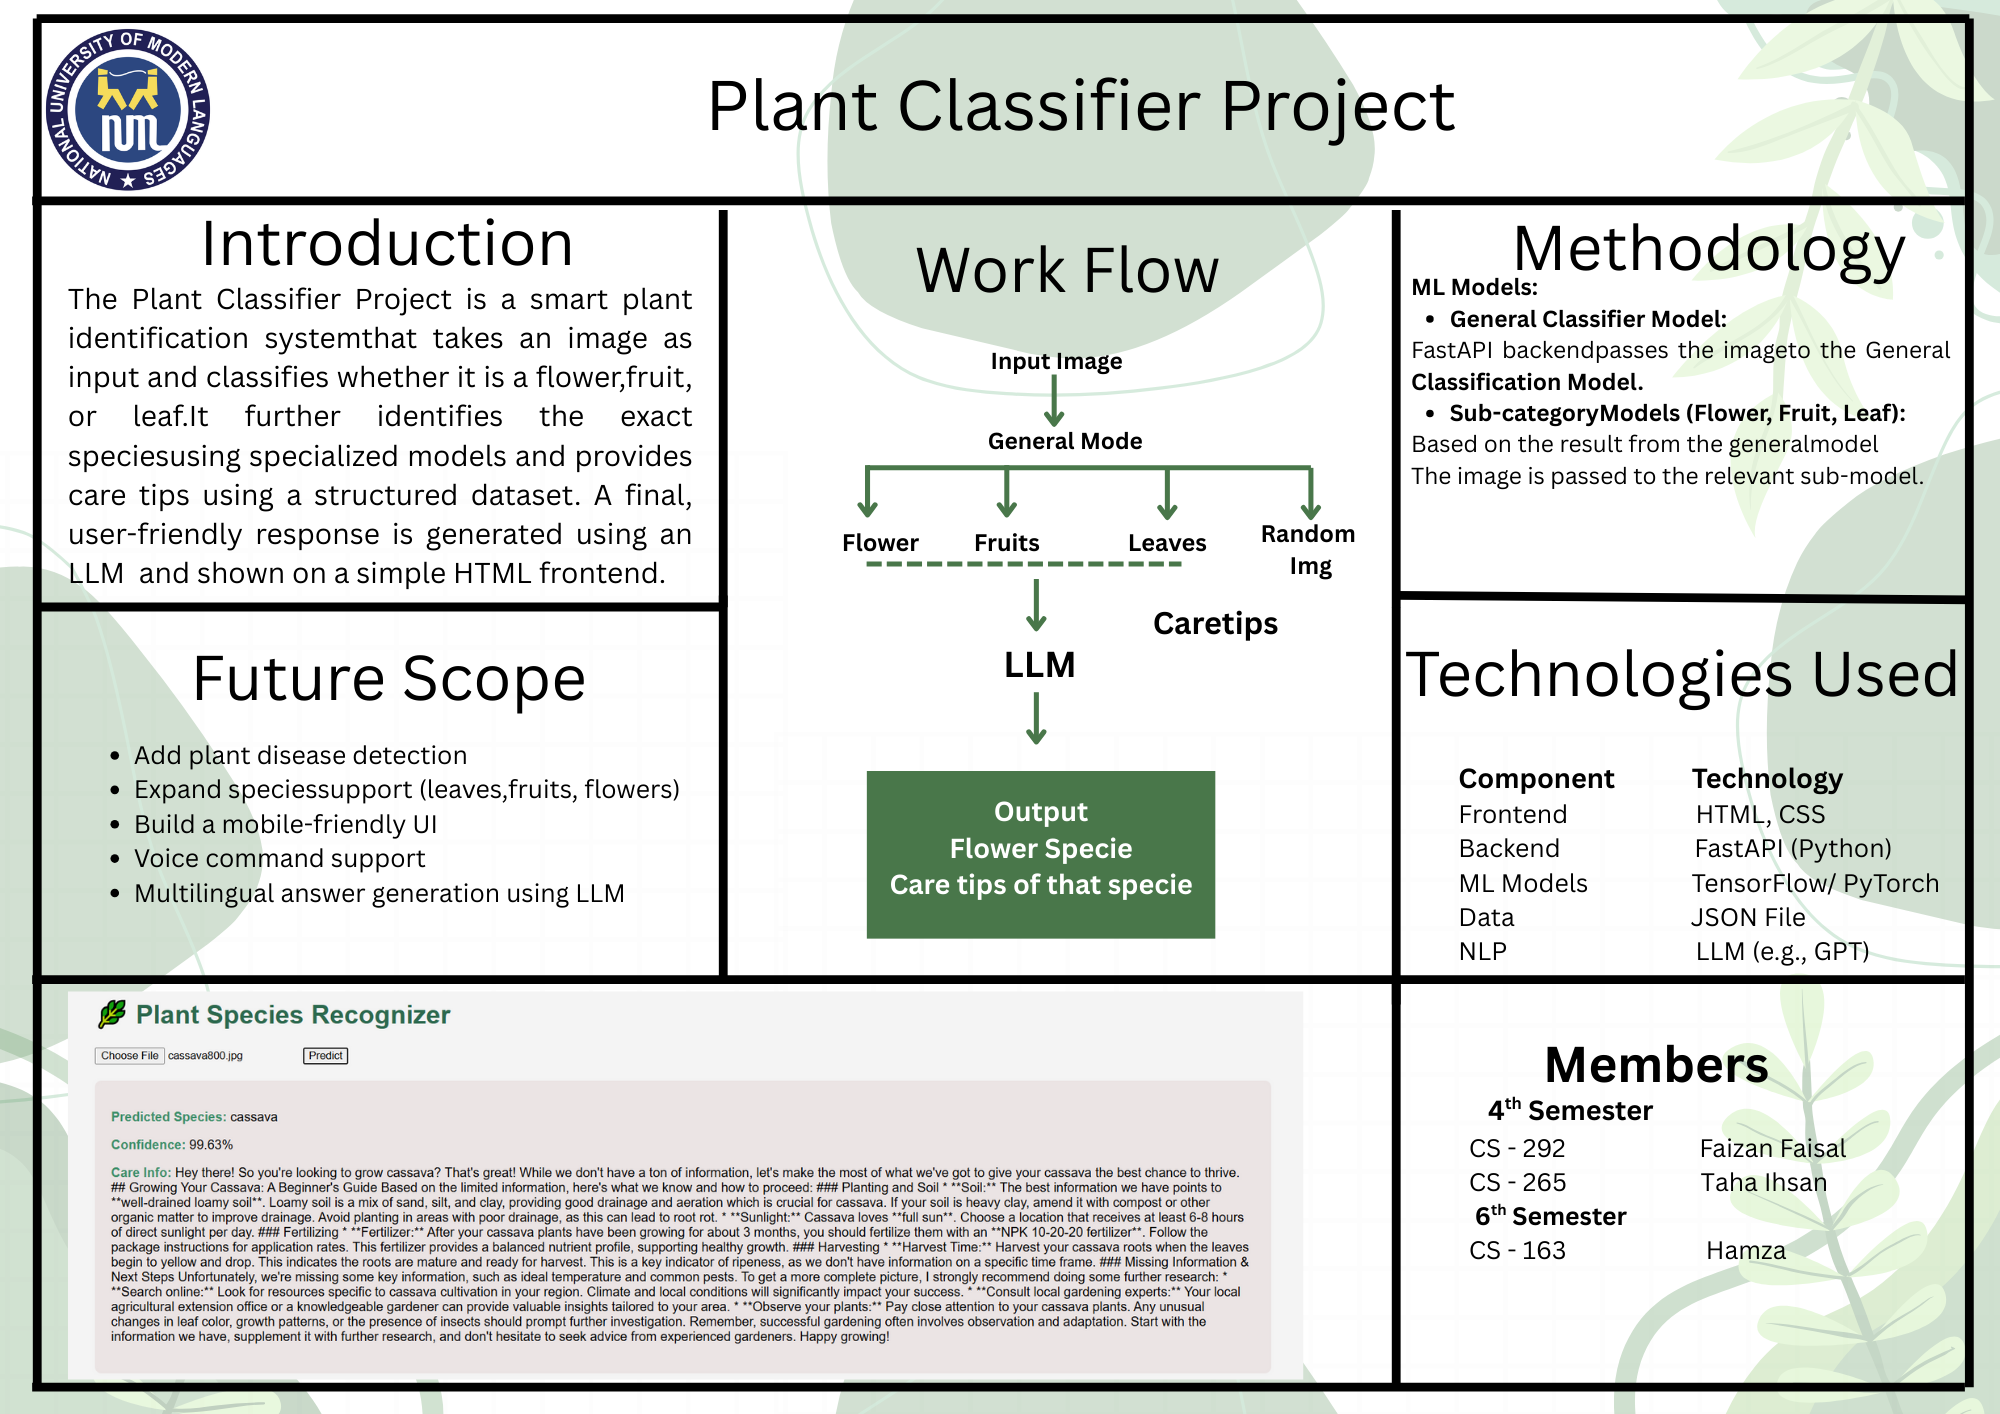 NATIONAL UNIVERSITY OF MODERN LANGUAGES
Plant Classifier Project
Introduction
The Plant Classifier Project is a smart plant
identification systemthat takes an image as
input and classifies whether it is a flower,fruit,
or leaf.It further identifies the exact
speciesusing specialized models and provides
care tips using a structured dataset. A final,
user-friendly response is generated using an
LLM and shown on a simple HTML frontend.
Future Scope
• Add plant disease detection
• Expand speciessupport (leaves,fruits, flowers)
• Build a mobile-friendly UI
• Voice command support
• Multilingual answer generation using LLM
Work Flow
Input Image
General Mode
Flower Fruits Leaves Random
Img
Caretips
LLM
Output
Flower Specie
Care tips of that specie
Methodology
ML Models:
• General Classifier Model:
FastAPI backendpasses the imageto the General
Classification Model.
• Sub-categoryModels (Flower, Fruit, Leaf):
Based on the result from the generalmodel
The image is passed to the relevant sub-model.
Technologies Used
Component Technology
Frontend HTML, CSS
Backend FastAPI (Python)
ML Models TensorFlow/ PyTorch
Data JSON File
NLP LLM (e.g., GPT)
Plant Species Recognizer
Choose File cassava800.jpg Predict
Predicted Species: cassava
Confidence: 99.63%
Care Info: Hey there! So you're looking to grow cassava? That's great! While we don't have a ton of information, let's make the most of what we've got to give your cassava the best chance to thrive.
## Growing Your Cassava: A Beginner's Guide Based on the limited information, here's what we know and how to proceed: ### Planting and Soil * **Soil:** The best information we have points to
**well-drained loamy soil**. Loamy soil is a mix of sand, silt, and clay, providing good drainage and aeration which is crucial for cassava. If your soil is heavy clay, amend it with compost or other
organic matter to improve drainage. Avoid planting in areas with poor drainage, as this can lead to root rot. * **Sunlight:** Cassava loves **full sun**. Choose a location that receives at least 6-8 hours
of direct sunlight per day. ### Fertilizing * **Fertilizer:** After your cassava plants have been growing for about 3 months, you should fertilize them with an **NPK 10-20-20 fertilizer**. Follow the
package instructions for application rates. This fertilizer provides a balanced nutrient profile, supporting healthy growth. ### Harvesting * **Harvest Time:** Harvest your cassava roots when the leaves
begin to yellow and drop. This indicates the roots are mature and ready for harvest. This is a key indicator of ripeness, as we don't have information on a specific time frame. ### Missing Information &
Next Steps Unfortunately, we're missing some key information, such as ideal temperature and common pests. To get a more complete picture, I strongly recommend doing some further research: *
**Search online:** Look for resources specific to cassava cultivation in your region. Climate and local conditions will significantly impact your success. * **Consult local gardening experts:** Your local
agricultural extension office or a knowledgeable gardener can provide valuable insights tailored to your area. * **Observe your plants:** Pay close attention to your cassava plants. Any unusual
changes in leaf color, growth patterns, or the presence of insects should prompt further investigation. Remember, successful gardening often involves observation and adaptation. Start with the
information we have, supplement it with further research, and don't hesitate to seek advice from experienced gardeners. Happy growing!
Members
4th Semester
CS - 292 Faizan Faisal
CS - 265 Taha Ihsan
6th Semester
CS - 163 Hamza